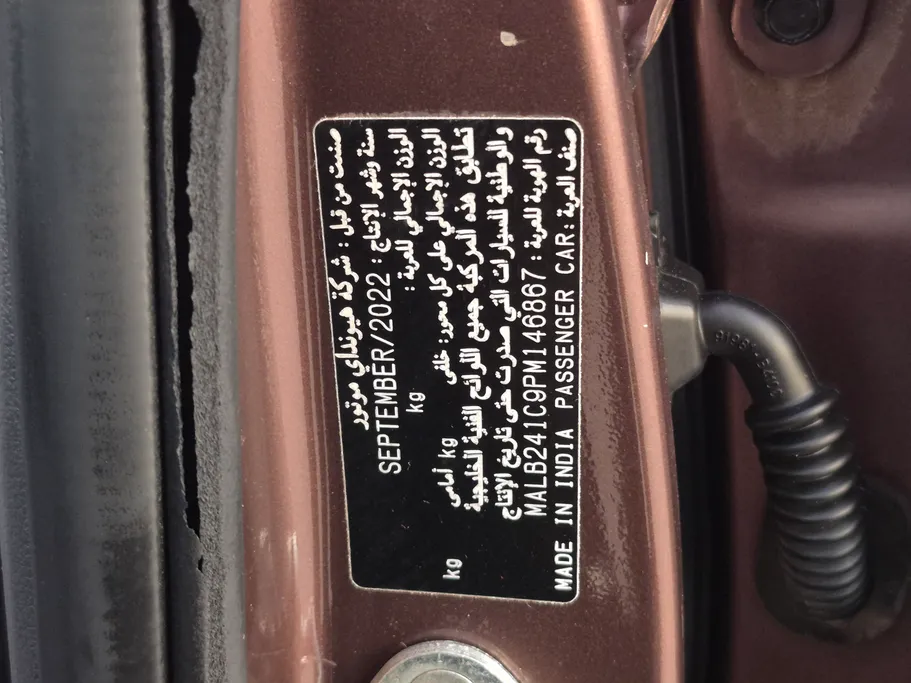 صنعت من قبل : شركة هيونداي موتور
سنة وشهر الإنتاج : SEPTEMBER/2022
الوزن الإجمالي للعربة : kg
الوزن الإجمالي على كل محور: خلفى kg أمامى kg
تطابق هذه المركبة جميع اللوائح الفنية الخليجية
والوطنية للسيارات التي صدرت حتى تاريخ الإنتاج
رقم الهوية للعربة : MALB241C9PM146867
صنف العربة: PASSENGER CAR MADE IN INDIA